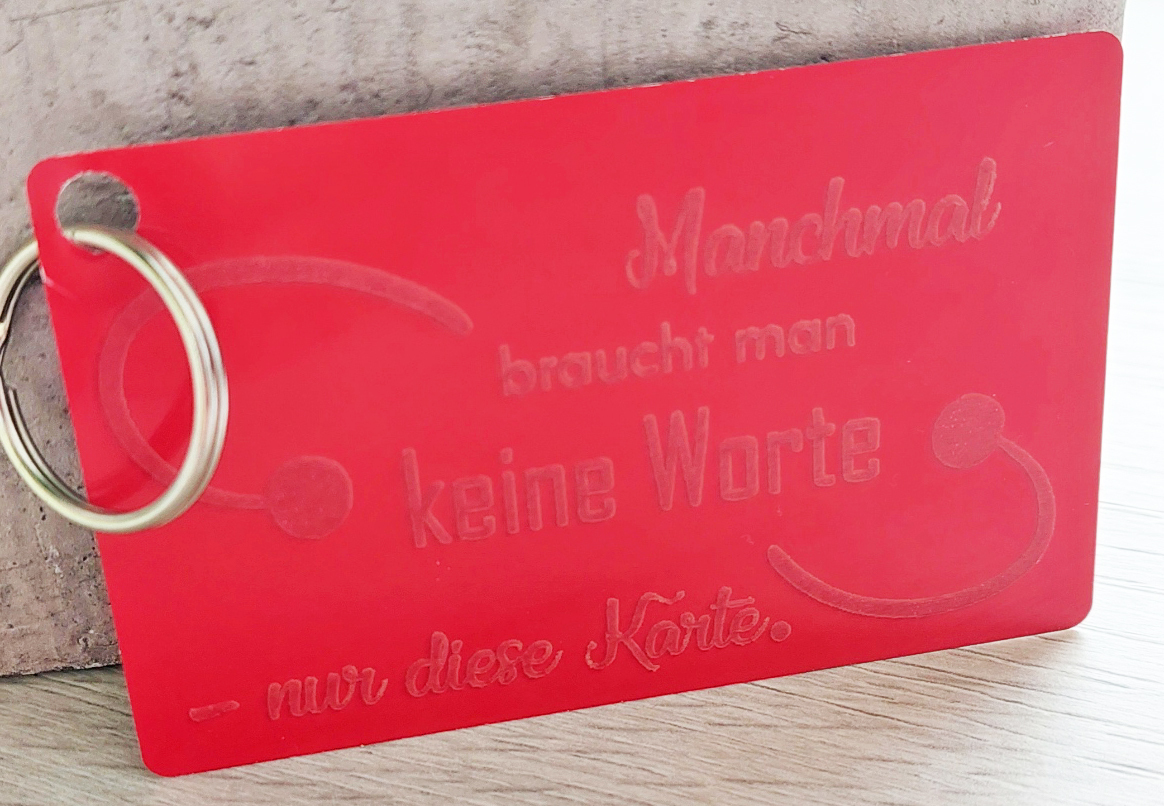 Manchmal
braucht man
keine Worte
– nur diese Karte.